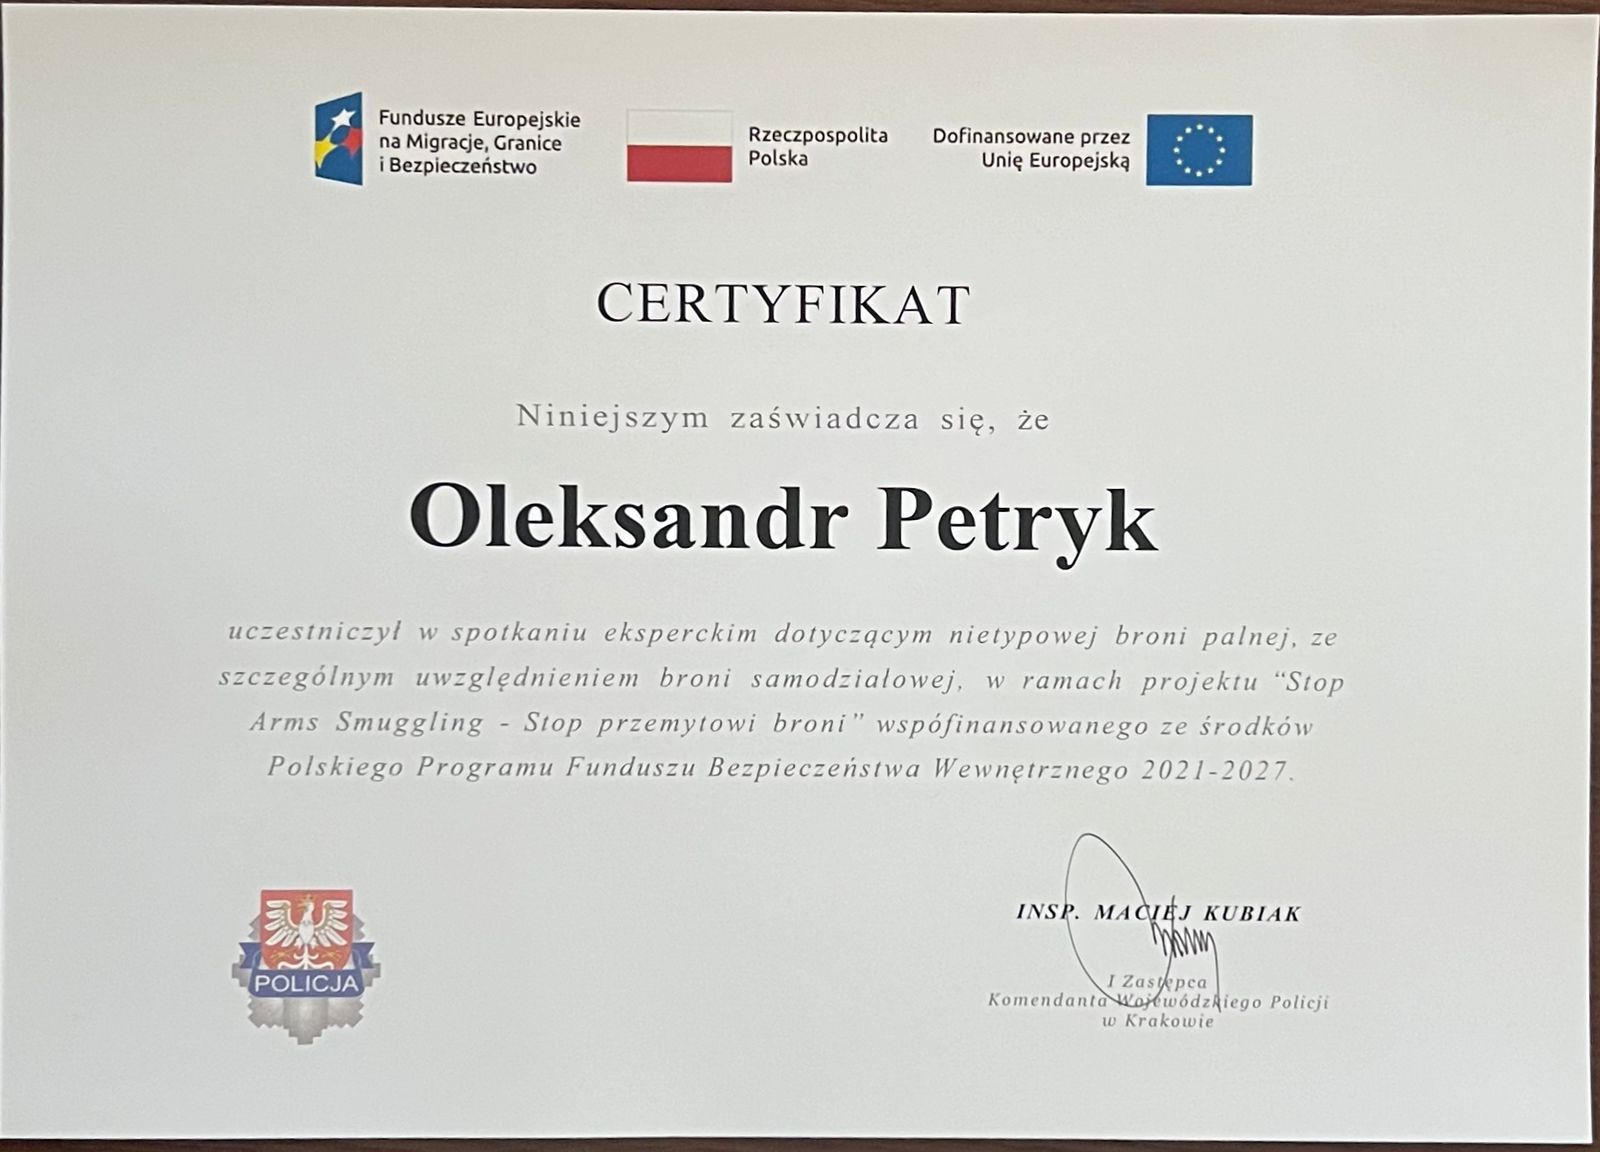 Fundusze Europejskie
na Migracje, Granice
i Bezpieczeństwo
Rzeczpospolita
Polska
Dofinansowane przez
Unię Europejską
CERTYFIKAT
Niniejszym zaświadcza się, że
Oleksandr Petryk
uczestniczył w spotkaniu eksperckim dotyczącym nietypowej broni palnej, ze
szczególnym uwzględnieniem broni samodziałowej, w ramach projektu “Stop
Arms Smuggling - Stop przemytowi broni” wspófinansowanego ze środków
Polskiego Programu Funduszu Bezpieczeństwa Wewnętrznego 2021-2027.
POLICJA
INSP. MACIEJ KUBIAK
I Zastępca
Komendanta Wojewódzkiego Policji
w Krakowie